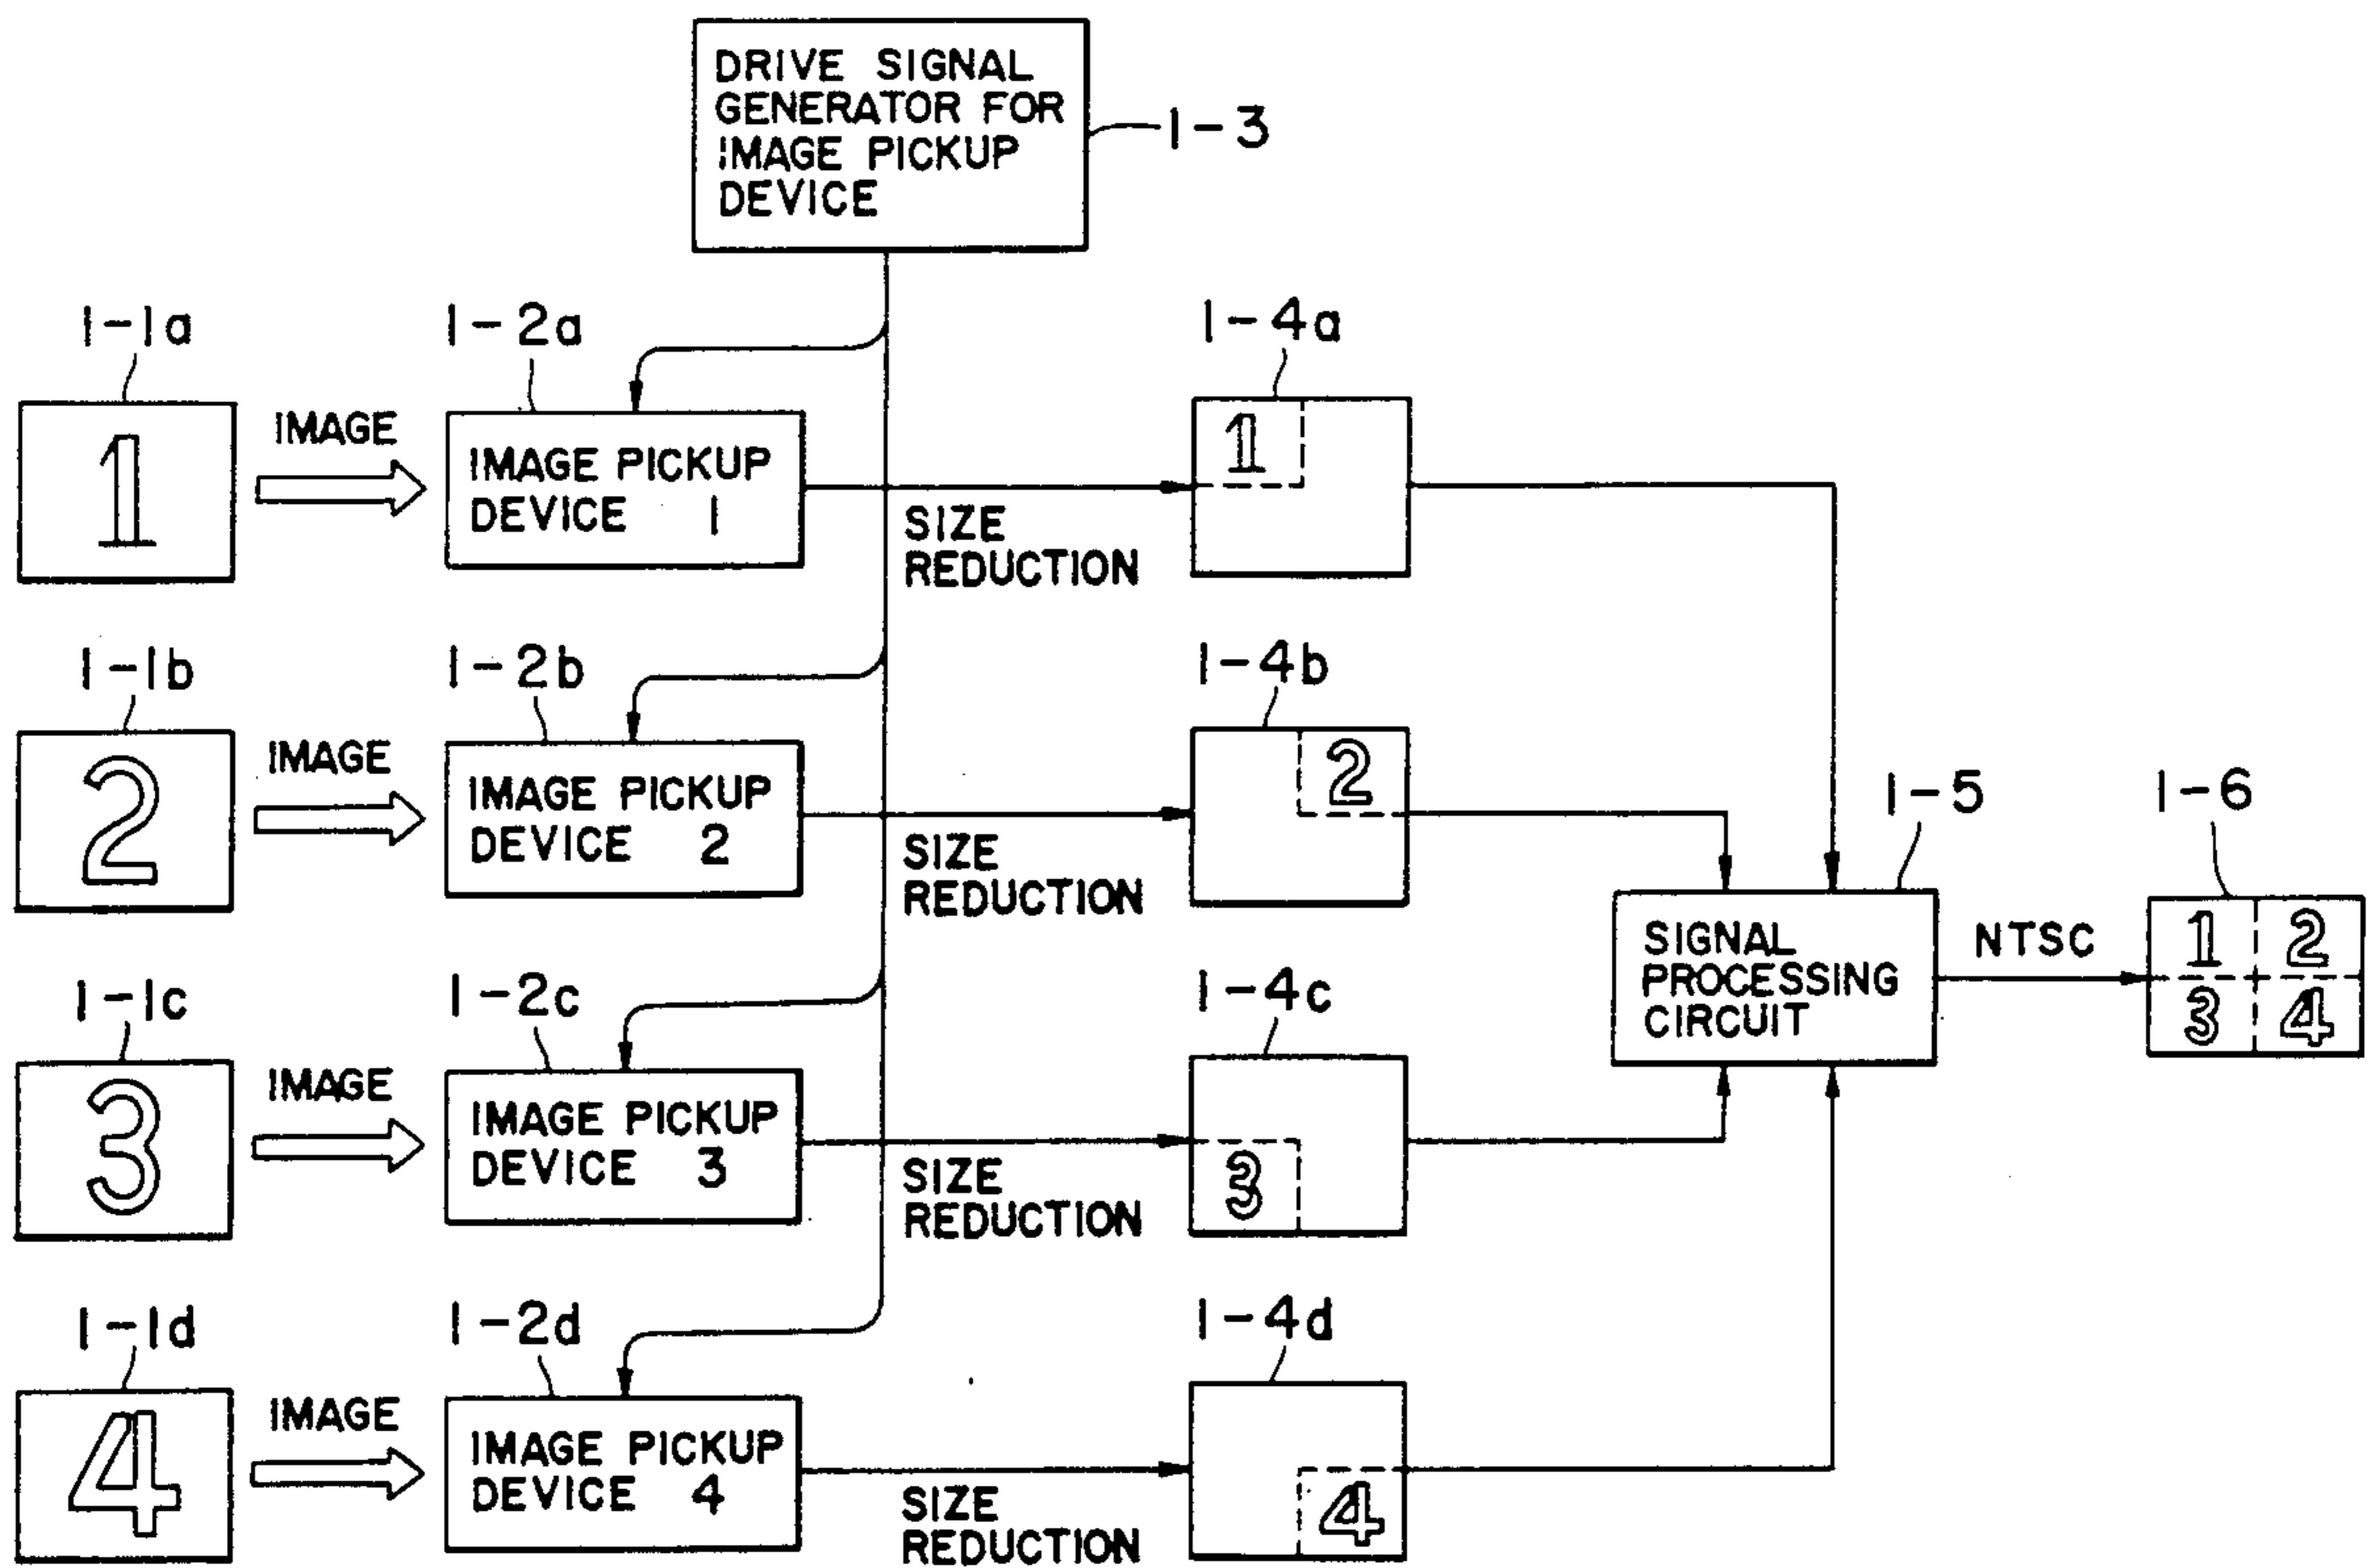 DRIVE SIGNAL
GENERATOR FOR
IMAGE PICKUP
DEVICE
1-3
1-1a
1-2a
1-4a
1
IMAGE
IMAGE PICKUP
DEVICE 1
SIZE
REDUCTION
1
1-1b
1-2b
1-4b
2
IMAGE
IMAGE PICKUP
DEVICE 2
SIZE
REDUCTION
2
1-5
1-6
SIGNAL
PROCESSING
CIRCUIT
NTSC
1 2
3 4
1-1c
1-2c
1-4c
3
IMAGE
IMAGE PICKUP
DEVICE 3
SIZE
REDUCTION
3
1-1d
1-2d
1-4d
4
IMAGE
IMAGE PICKUP
DEVICE 4
SIZE
REDUCTION
4